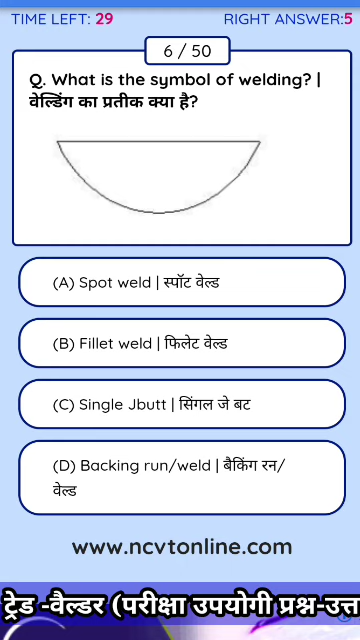 TIME LEFT: 29 RIGHT ANSWER:5
6 / 50
Q. What is the symbol of welding? |
वेल्डिंग का प्रतीक क्या है?
(A) Spot weld | स्पॉट वेल्ड
(B) Fillet weld | फिलेट वेल्ड
(C) Single Jbutt | सिंगल जे बट
(D) Backing run/weld | बैकिंग रन/
वेल्ड
www.ncvtonline.com
ट्रेड -वैल्डर (परीक्षा उपयोगी प्रश्न-उत्त